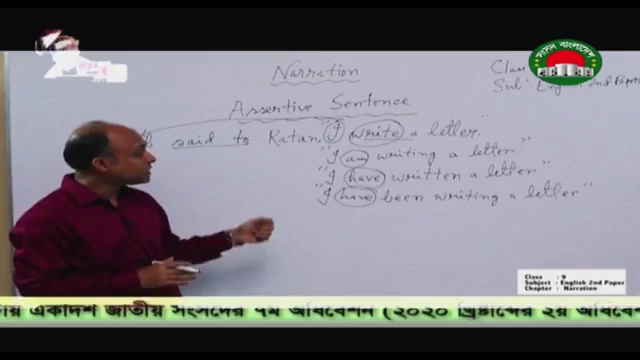 সংসদ বাংলাদেশ
Narration
Class
Sub: English 2nd Paper
Assertive Sentence
said to Ratan, "I write a letter."
"I am writing a letter."
"I have written a letter."
"I have been writing a letter."
Class : 9
Subject : English 2nd Paper
Chapter : Narration
একাদশ জাতীয় সংসদের ৭ম অধিবেশন (২০২০ খ্রিষ্টাব্দের ২য়